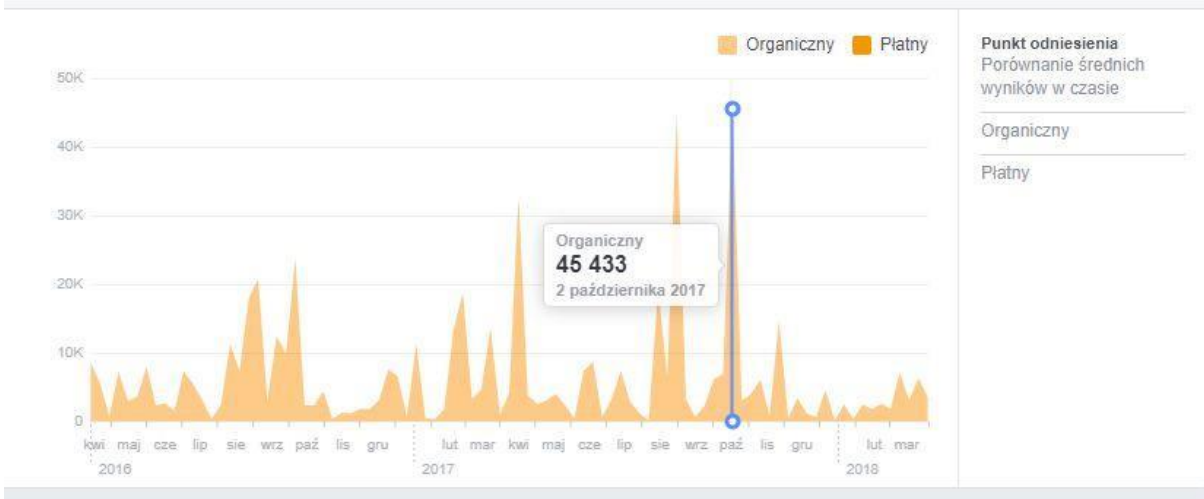 Organiczny Płatny
50K
40K
30K
20K
10K
0
kwi maj cze lip sie wrz paź lis gru lut mar kwi maj cze lip sie wrz paź lis gru lut mar
2016 2017 2018
Organiczny
45 433
2 października 2017
Punkt odniesienia
Porównanie średnich
wyników w czasie
Organiczny
Płatny